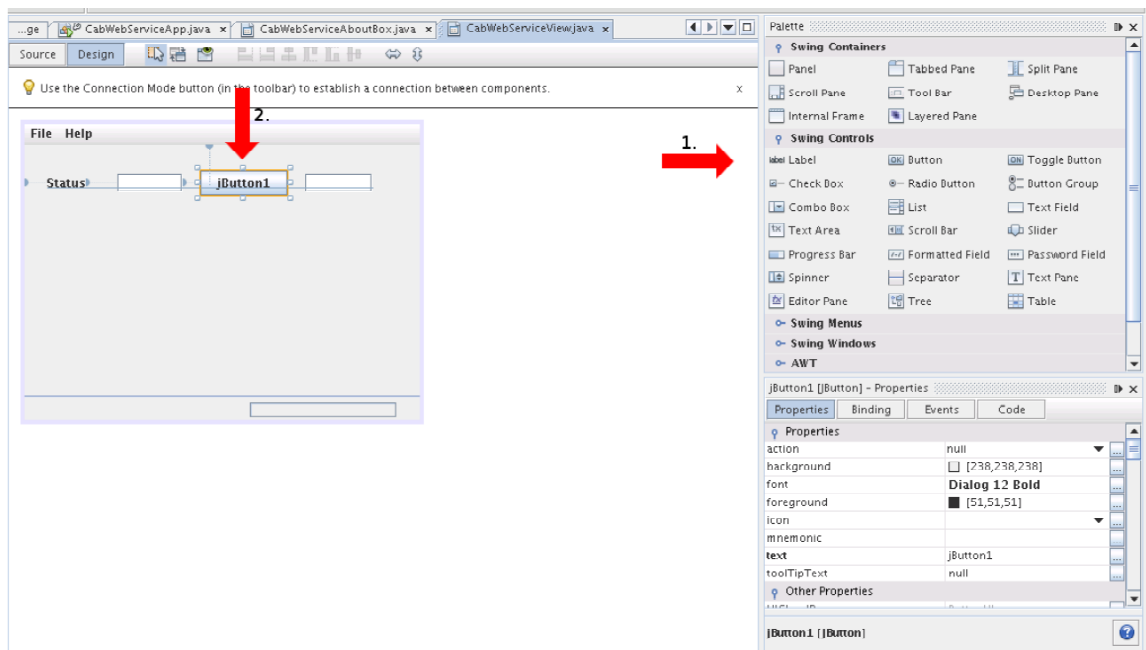 ...ge CabWebServiceApp.java x CabWebServiceAboutBox.java x CabWebServiceView.java x
Source Design
Use the Connection Mode button (in the toolbar) to establish a connection between components. x
2.
File Help
Status jButton1
1.
Palette
Swing Containers
Panel Tabbed Pane Split Pane
Scroll Pane Tool Bar Desktop Pane
Internal Frame Layered Pane
Swing Controls
label Label OK Button ON Toggle Button
Check Box Radio Button Button Group
Combo Box List Text Field
Text Area Scroll Bar Slider
Progress Bar Formatted Field Password Field
Spinner Separator Text Pane
Editor Pane Tree Table
Swing Menus
Swing Windows
AWT
jButton1 [JButton] - Properties
Properties Binding Events Code
Properties
action null ...
background [238,238,238] ...
font Dialog 12 Bold ...
foreground [51,51,51] ...
icon ...
mnemonic
text jButton1 ...
toolTipText null ...
Other Properties
jButton1 [JButton]